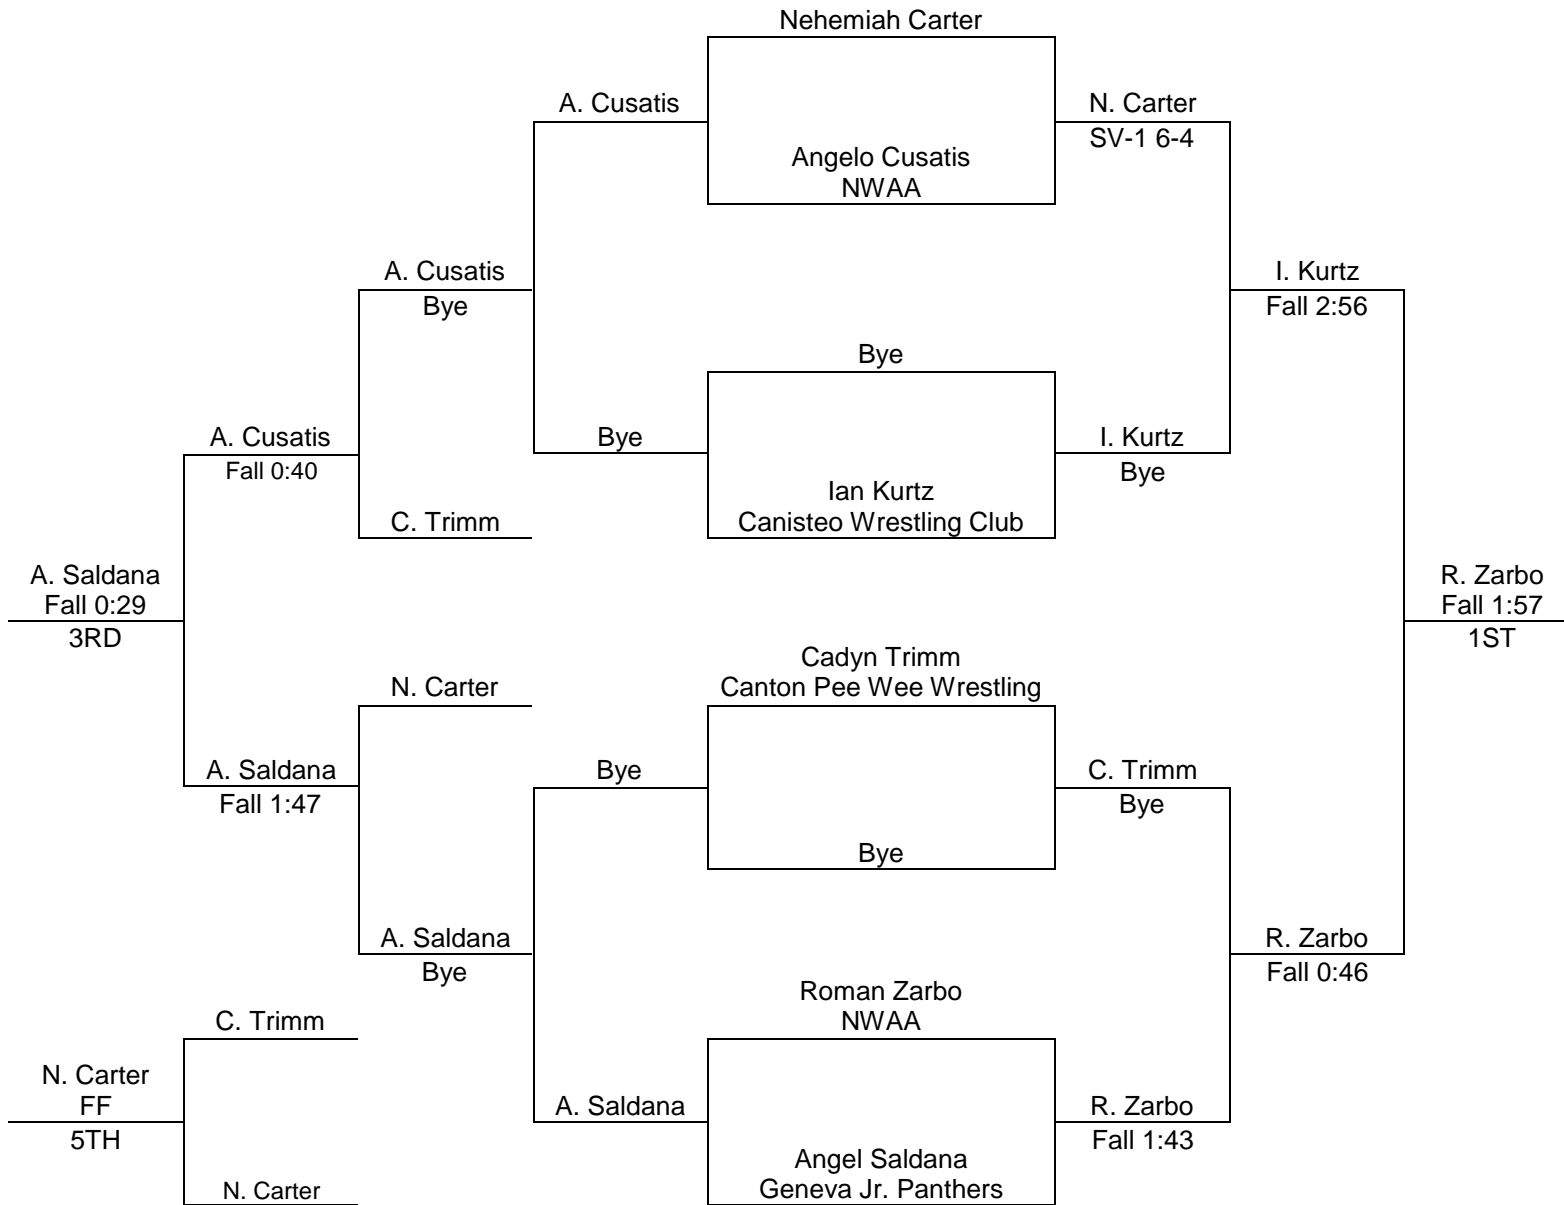 Nehemiah Carter
A. Cusatis
N. Carter
SV-1 6-4
Angelo Cusatis
NWAA
A. Cusatis
Bye
I. Kurtz
Fall 2:56
Bye
A. Cusatis
Fall 0:40
Bye
I. Kurtz
Bye
Ian Kurtz
Canisteo Wrestling Club
C. Trimm
A. Saldana
Fall 0:29
3RD
R. Zarbo
Fall 1:57
1ST
Cadyn Trimm
Canton Pee Wee Wrestling
N. Carter
A. Saldana
Fall 1:47
Bye
C. Trimm
Bye
Bye
A. Saldana
Bye
R. Zarbo
Fall 0:46
Roman Zarbo
NWAA
C. Trimm
N. Carter
FF
5TH
A. Saldana
R. Zarbo
Fall 1:43
Angel Saldana
Geneva Jr. Panthers
N. Carter